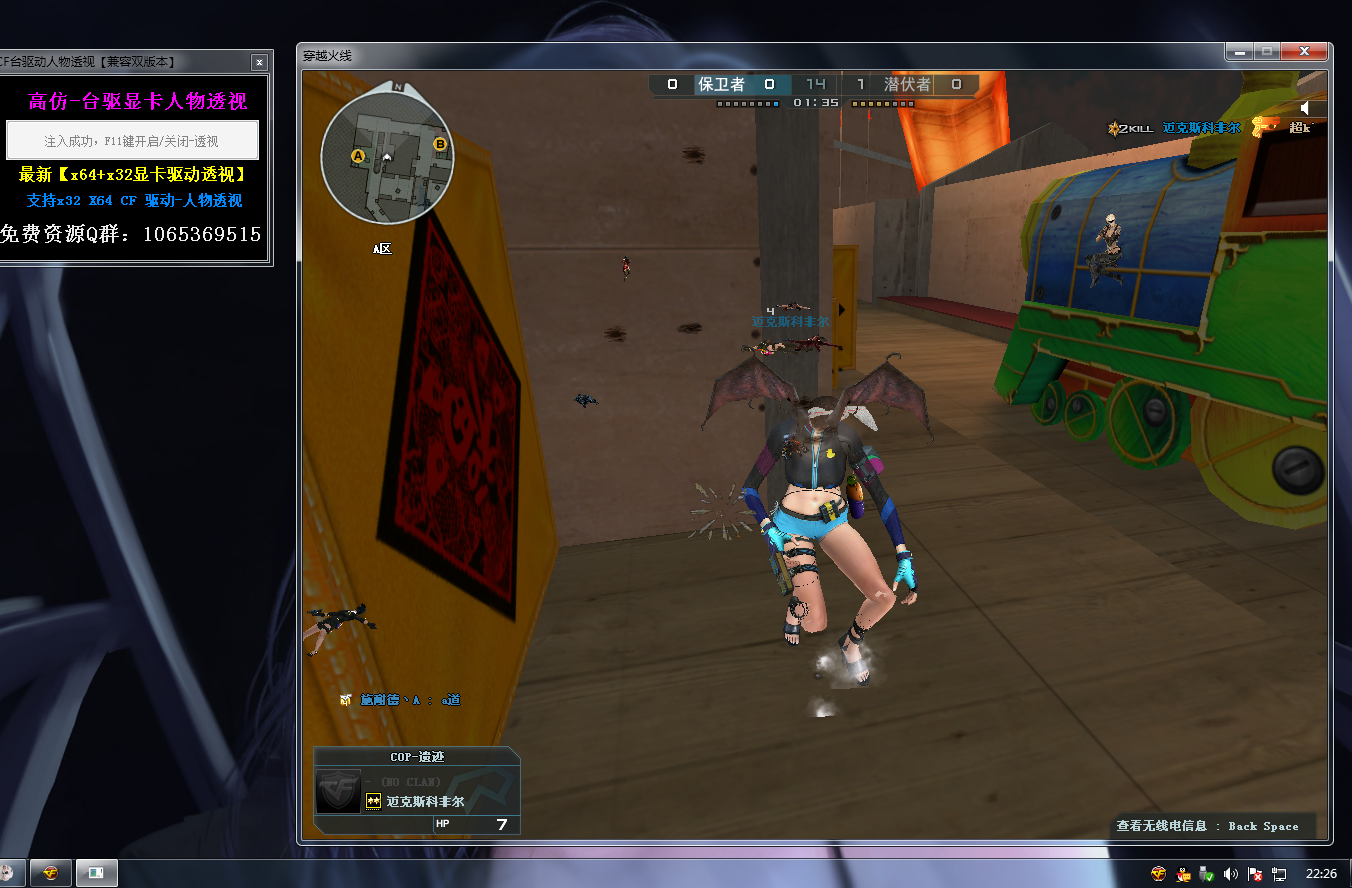 CF台驱动人物透视【兼容双版本】
高仿-台驱显卡人物透视
注入成功，F11键开启/关闭-透视
最新【x64+x32显卡驱动透视】
支持x32 X64 CF 驱动-人物透视
免费资源Q群：1065369515
穿越火线
0 保卫者 0 14 1 潜伏者 0
01:35
N
A
B
A区
2KILL 迈克斯科非尔 超k
4
迈克斯科非尔
施耐德丶A : a道
COP-遗迹
- (NO CLAN)
迈克斯科非尔
HP 7
查看无线电信息 : Back Space
22:26